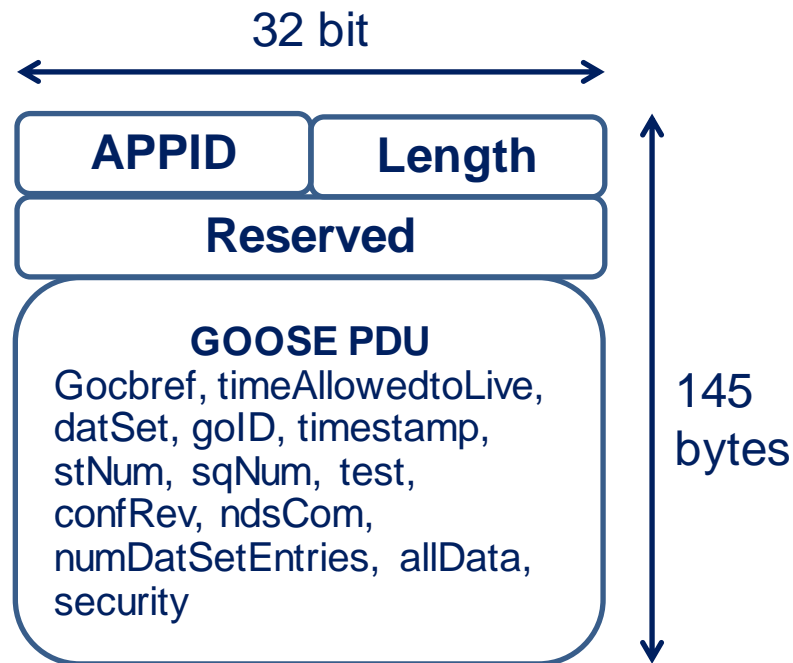 32 bit
APPID Length
Reserved
GOOSE PDU
Gocbref, timeAllowedtoLive,
datSet, goID, timestamp,
stNum, sqNum, test,
confRev, ndsCom,
numDatSetEntries, allData,
security
145
bytes